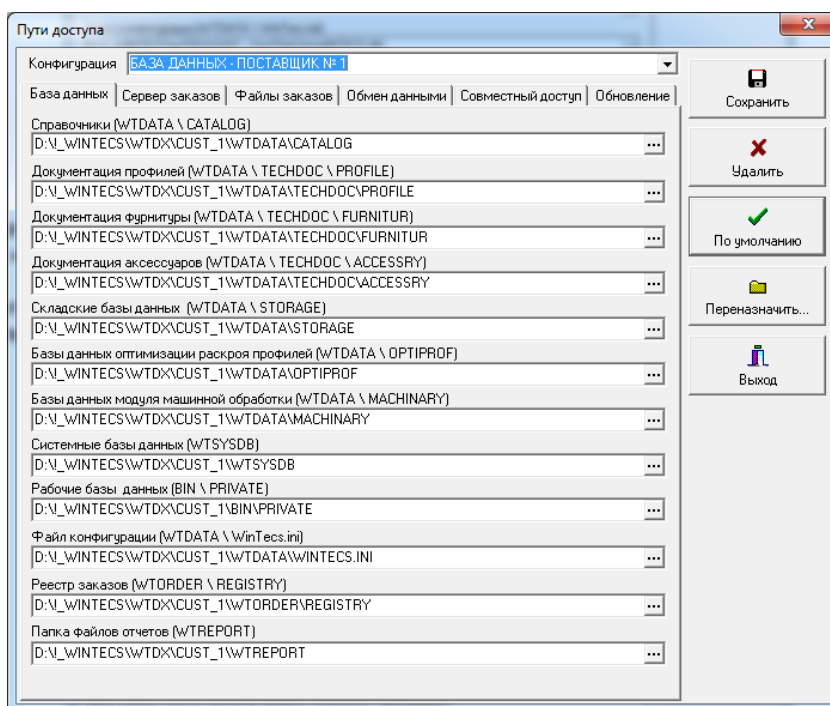 Пути доступа
Конфигурация БАЗА ДАННЫХ - ПОСТАВЩИК № 1
База данных Сервер заказов Файлы заказов Обмен данными Совместный доступ Обновление
Справочники (WTDATA \ CATALOG)
D:\!_WINTECS\WTDX\CUST_1\WTDATA\CATALOG ...
Документация профилей (WTDATA \ TECHDOC \ PROFILE)
D:\!_WINTECS\WTDX\CUST_1\WTDATA\TECHDOC\PROFILE ...
Документация фурнитуры (WTDATA \ TECHDOC \ FURNITUR)
D:\!_WINTECS\WTDX\CUST_1\WTDATA\TECHDOC\FURNITUR ...
Документация аксессуаров (WTDATA \ TECHDOC \ ACCESSRY)
D:\!_WINTECS\WTDX\CUST_1\WTDATA\TECHDOC\ACCESSRY ...
Складские базы данных (WTDATA \ STORAGE)
D:\!_WINTECS\WTDX\CUST_1\WTDATA\STORAGE ...
Базы данных оптимизации раскроя профилей (WTDATA \ OPTIPROF)
D:\!_WINTECS\WTDX\CUST_1\WTDATA\OPTIPROF ...
Базы данных модуля машинной обработки (WTDATA \ MACHINARY)
D:\!_WINTECS\WTDX\CUST_1\WTDATA\MACHINARY ...
Системные базы данных (WTSYSDB)
D:\!_WINTECS\WTDX\CUST_1\WTSYSDB ...
Рабочие базы данных (BIN \ PRIVATE)
D:\!_WINTECS\WTDX\CUST_1\BIN\PRIVATE ...
Файл конфигурации (WTDATA \ WinTecs.ini)
D:\!_WINTECS\WTDX\CUST_1\WTDATA\WINTECS.INI ...
Реестр заказов (WTORDER \ REGISTRY)
D:\!_WINTECS\WTDX\CUST_1\WTORDER\REGISTRY ...
Папка файлов отчетов (WTREPORT)
D:\!_WINTECS\WTDX\CUST_1\WTREPORT ...
Сохранить
Удалить
По умолчанию
Переназначить...
Выход